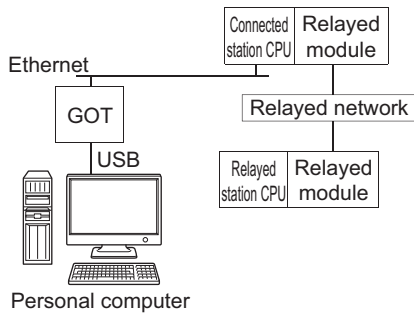 Connected
station CPU
Relayed
module
Ethernet
GOT
Relayed network
USB
Relayed
station CPU
Relayed
module
Personal computer